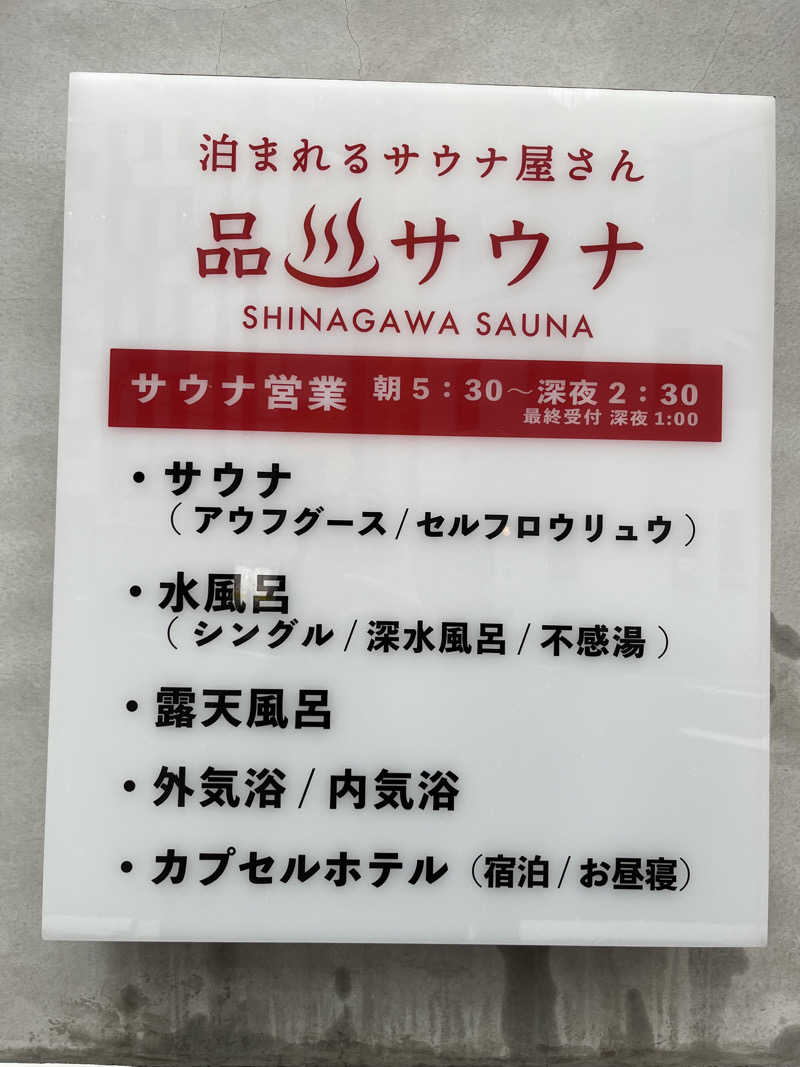 泊まれるサウナ屋さん
品川サウナ
SHINAGAWA SAUNA
サウナ営業 朝5:30～深夜2:30
最終受付 深夜1:00
・サウナ
（アウフグース/セルフロウリュウ）
・水風呂
（シングル/深水風呂/不感湯）
・露天風呂
・外気浴/内気浴
・カプセルホテル（宿泊/お昼寝）